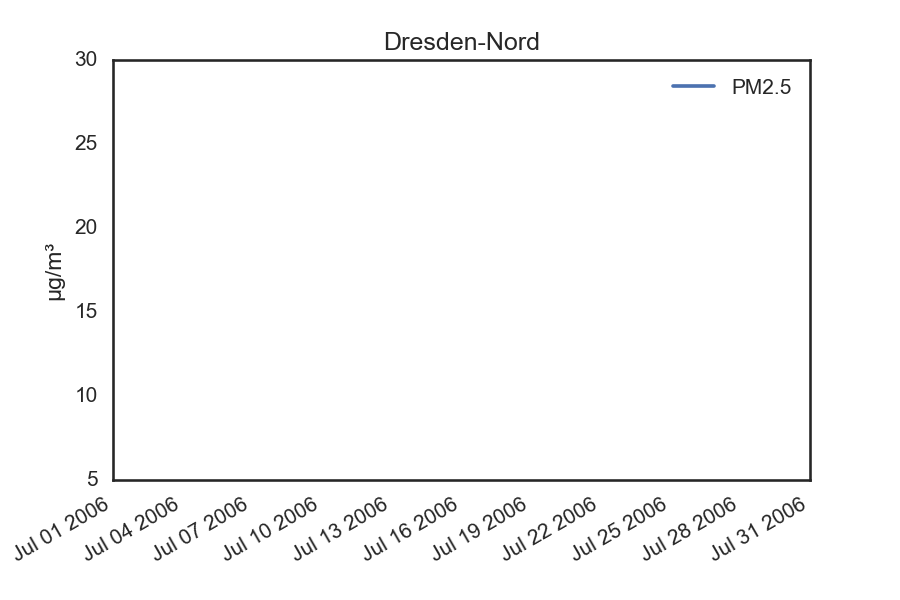 Dresden-Nord
30
PM2.5
25
20
µg/m³
15
10
5
Jul 01 2006
Jul 04 2006
Jul 07 2006
Jul 10 2006
Jul 13 2006
Jul 16 2006
Jul 19 2006
Jul 22 2006
Jul 25 2006
Jul 28 2006
Jul 31 2006